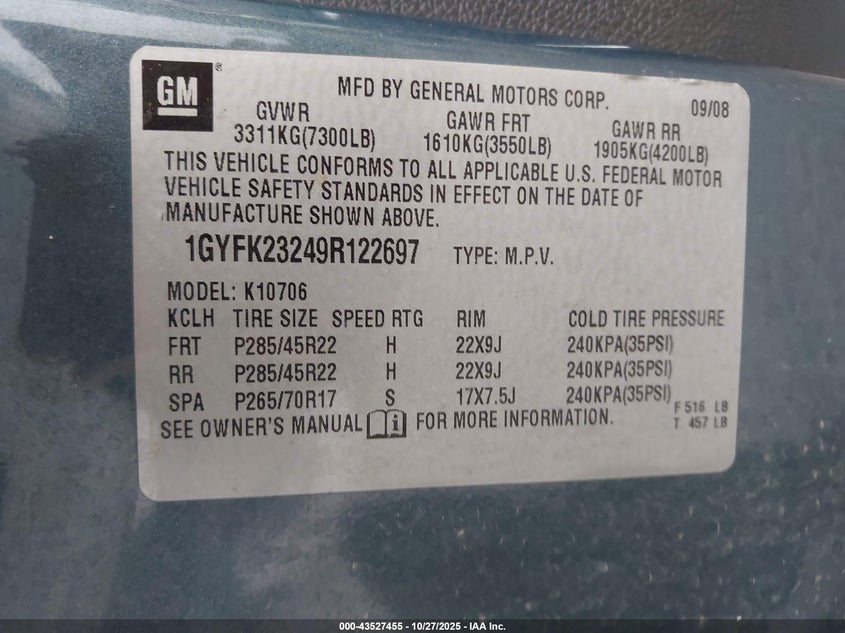 GM ®
MFD BY GENERAL MOTORS CORP. 09/08
GVWR GAWR FRT GAWR RR
3311KG(7300LB) 1610KG(3550LB) 1905KG(4200LB)
THIS VEHICLE CONFORMS TO ALL APPLICABLE U.S. FEDERAL MOTOR
VEHICLE SAFETY STANDARDS IN EFFECT ON THE DATE OF
MANUFACTURE SHOWN ABOVE.
1GYFK23249R122697 TYPE: M.P.V.
MODEL: K10706
KCLH TIRE SIZE SPEED RTG RIM COLD TIRE PRESSURE
FRT P285/45R22 H 22X9J 240KPA(35PSI)
RR P285/45R22 H 22X9J 240KPA(35PSI)
SPA P265/70R17 S 17X7.5J 240KPA(35PSI)
F 516 LB
SEE OWNER'S MANUAL FOR MORE INFORMATION.
T 457 LB
000-43527455 - 10/27/2025 - IAA Inc.